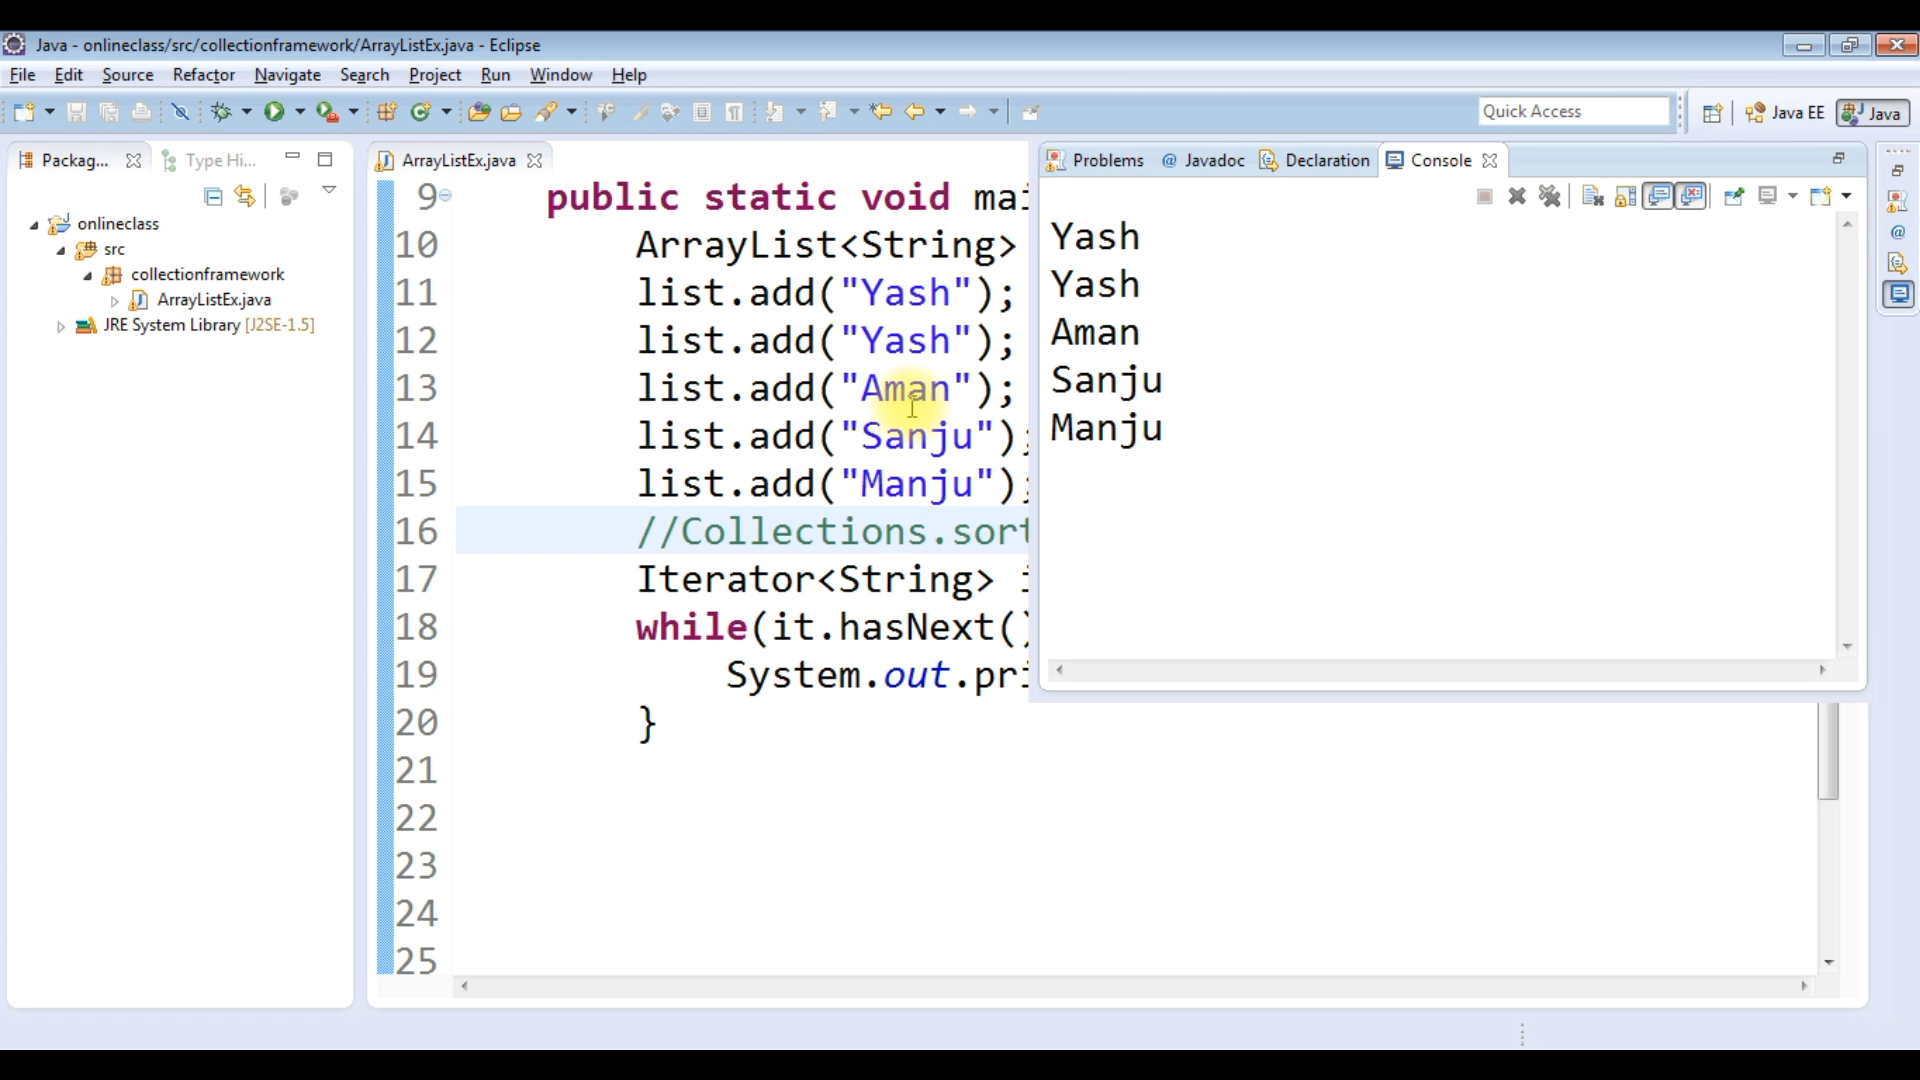 Java - onlineclass/src/collectionframework/ArrayListEx.java - Eclipse
File Edit Source Refactor Navigate Search Project Run Window Help
Quick Access Java EE Java
Packag... Type Hi...
onlineclass
src
collectionframework
ArrayListEx.java
JRE System Library [J2SE-1.5]
ArrayListEx.java
9 public static void mai
10 ArrayList<String>
11 list.add("Yash");
12 list.add("Yash");
13 list.add("Aman");
14 list.add("Sanju");
15 list.add("Manju");
16 //Collections.sort
17 Iterator<String> i
18 while(it.hasNext()
19 System.out.pri
20 }
21
22
23
24
25
Problems @ Javadoc Declaration Console
Yash
Yash
Aman
Sanju
Manju